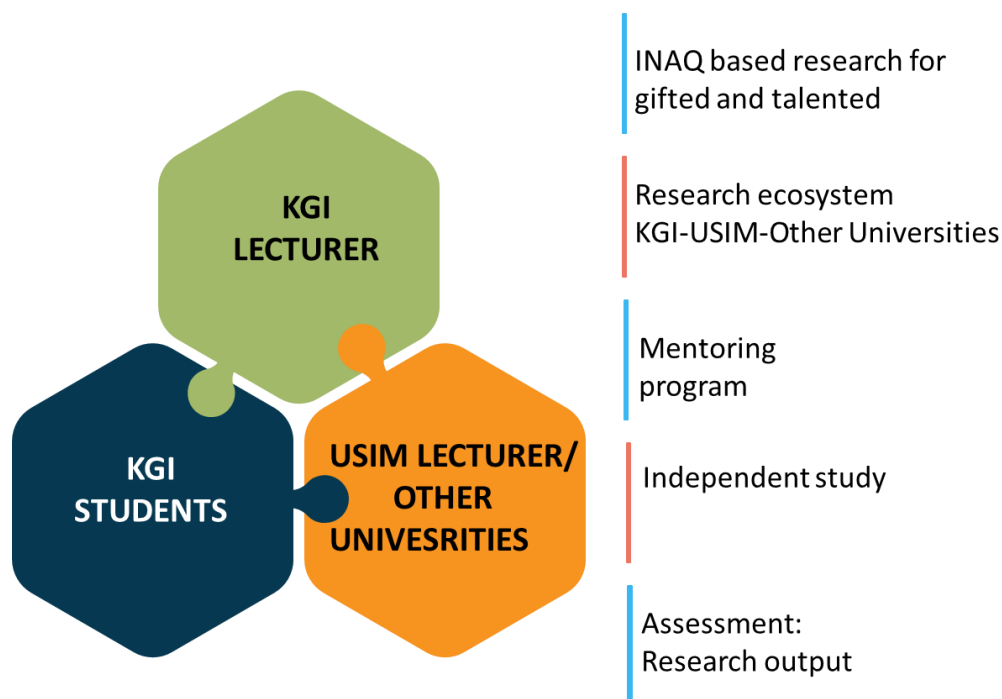 KGI
LECTURER
KGI
STUDENTS
USIM LECTURER/
OTHER
UNIVESRITIES
INAQ based research for
gifted and talented
Research ecosystem
KGI-USIM-Other Universities
Mentoring
program
Independent study
Assessment:
Research output